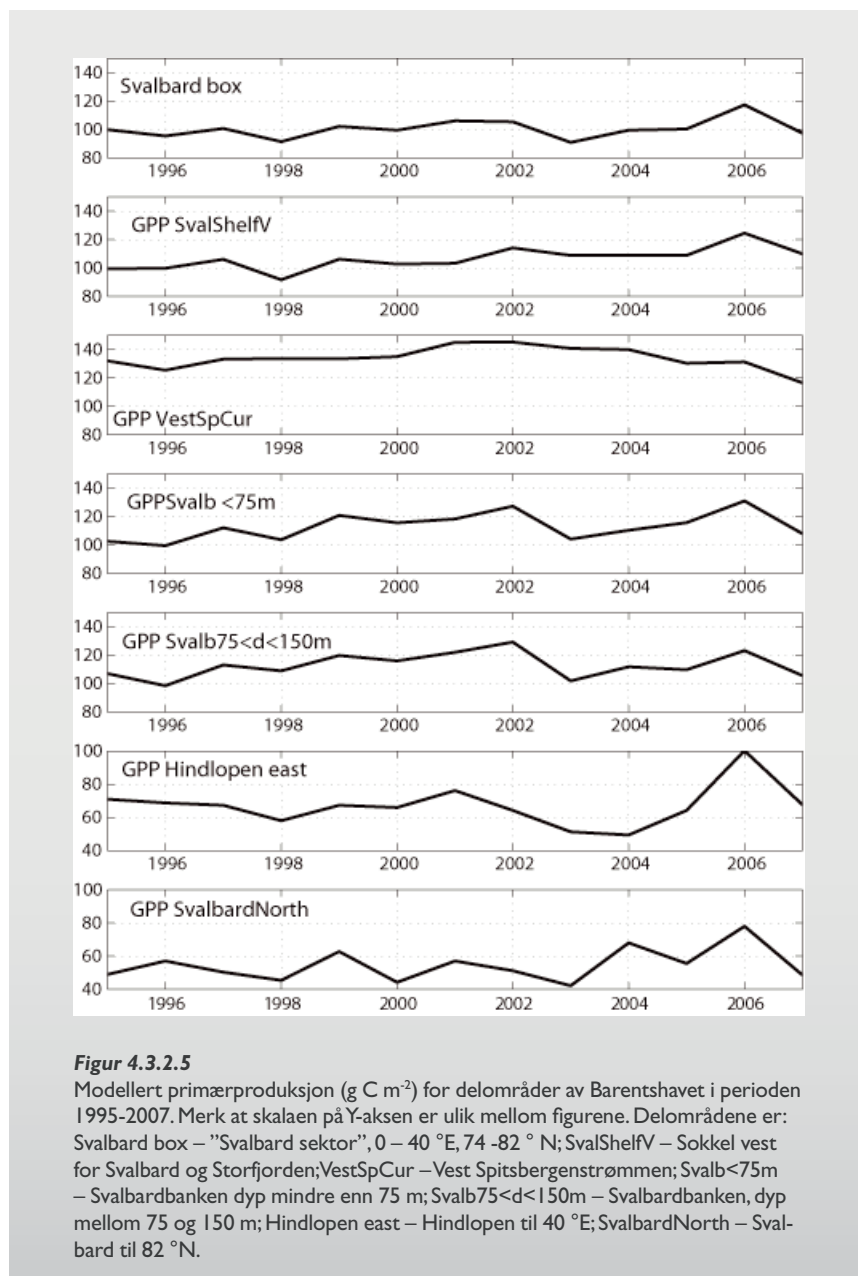 140
120
100
80
Svalbard box
1996 1998 2000 2002 2004 2006
140
120
100
80
GPP SvalShelfV
1996 1998 2000 2002 2004 2006
140
120
100
80
GPP VestSpCur
1996 1998 2000 2002 2004 2006
140
120
100
80
GPPSvalb <75m
1996 1998 2000 2002 2004 2006
140
120
100
80
GPP Svalb75<d<150m
1996 1998 2000 2002 2004 2006
100
80
60
40
GPP Hindlopen east
1996 1998 2000 2002 2004 2006
100
80
60
40
GPP SvalbardNorth
1996 1998 2000 2002 2004 2006
Figur 4.3.2.5
Modellert primærproduksjon (g C m⁻²) for delområder av Barentshavet i perioden
1995-2007. Merk at skalaen på Y-aksen er ulik mellom figurene. Delområdene er:
Svalbard box – ”Svalbard sektor”, 0 – 40 °E, 74 -82 ° N; SvalShelfV – Sokkel vest
for Svalbard og Storfjorden;VestSpCur –Vest Spitsbergenstrømmen; Svalb<75m
– Svalbardbanken dyp mindre enn 75 m; Svalb75<d<150m – Svalbardbanken, dyp
mellom 75 og 150 m; Hindlopen east – Hindlopen til 40 °E; SvalbardNorth – Sval-
bard til 82 °N.